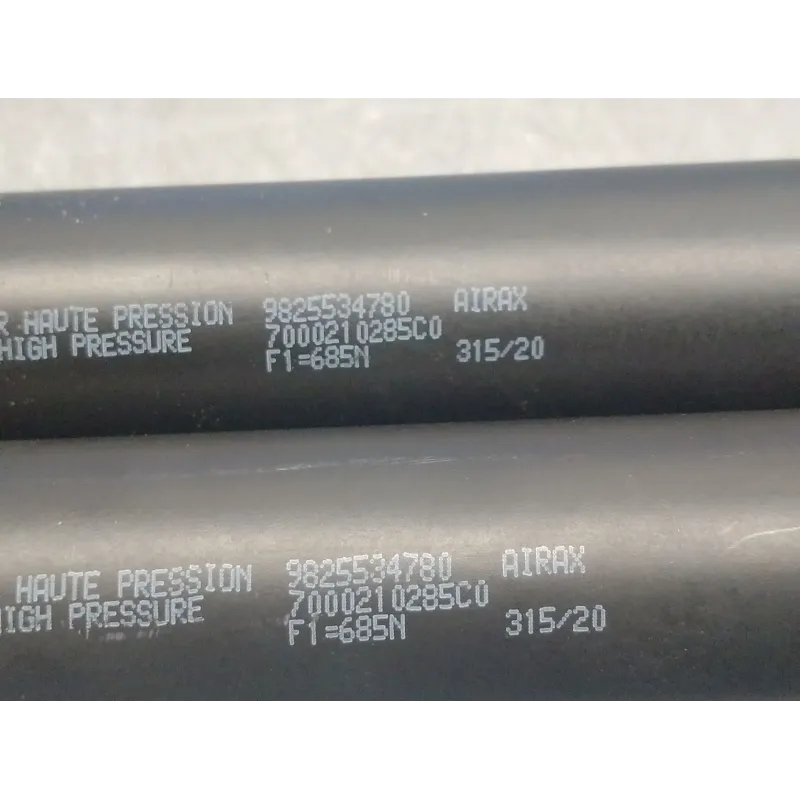 R HAUTE PRESSION 9825534780 AIRAX
HIGH PRESSURE 7000210285C0
F1=685N 315/20
HAUTE PRESSION 9825534780 AIRAX
HIGH PRESSURE 7000210285C0
F1=685N 315/20